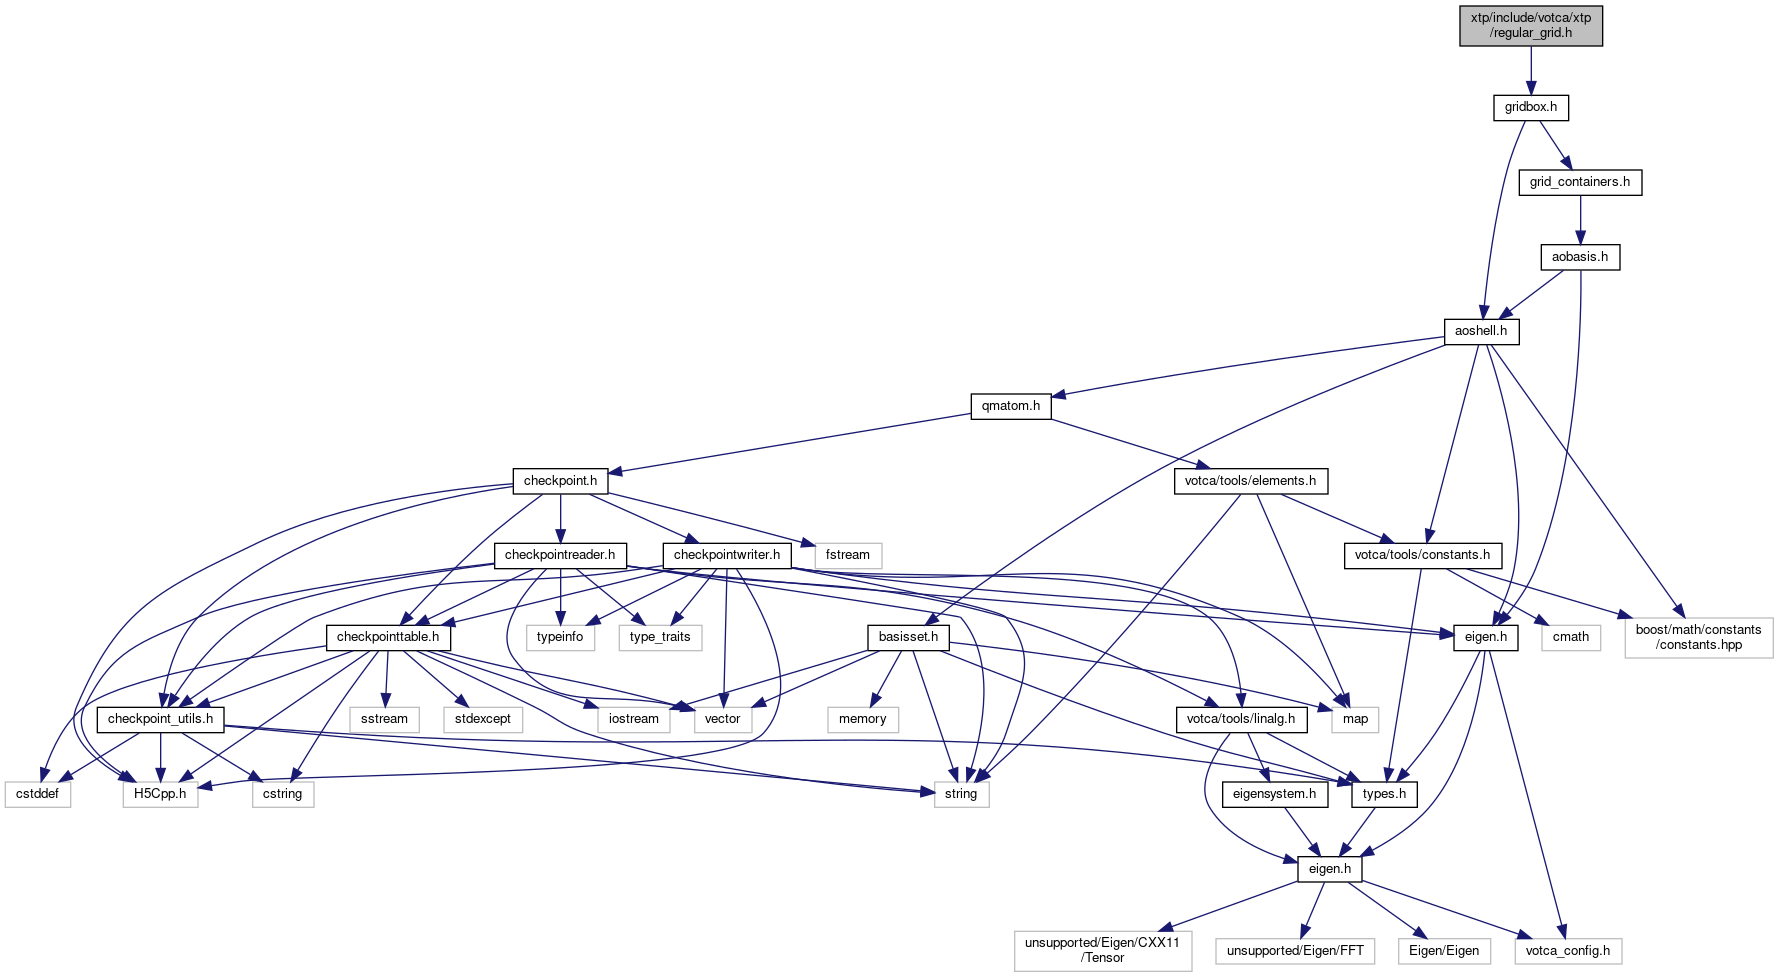 xtp/include/votca/xtp
/regular_grid.h
gridbox.h
grid_containers.h
aobasis.h
aoshell.h
qmatom.h
checkpoint.h
votca/tools/elements.h
checkpointreader.h
checkpointwriter.h
fstream
votca/tools/constants.h
checkpointtable.h
typeinfo
type_traits
basisset.h
eigen.h
cmath
boost/math/constants
/constants.hpp
checkpoint_utils.h
sstream
stdexcept
iostream
vector
memory
votca/tools/linalg.h
map
cstddef
H5Cpp.h
cstring
string
eigensystem.h
types.h
eigen.h
unsupported/Eigen/CXX11
/Tensor
unsupported/Eigen/FFT
Eigen/Eigen
votca_config.h